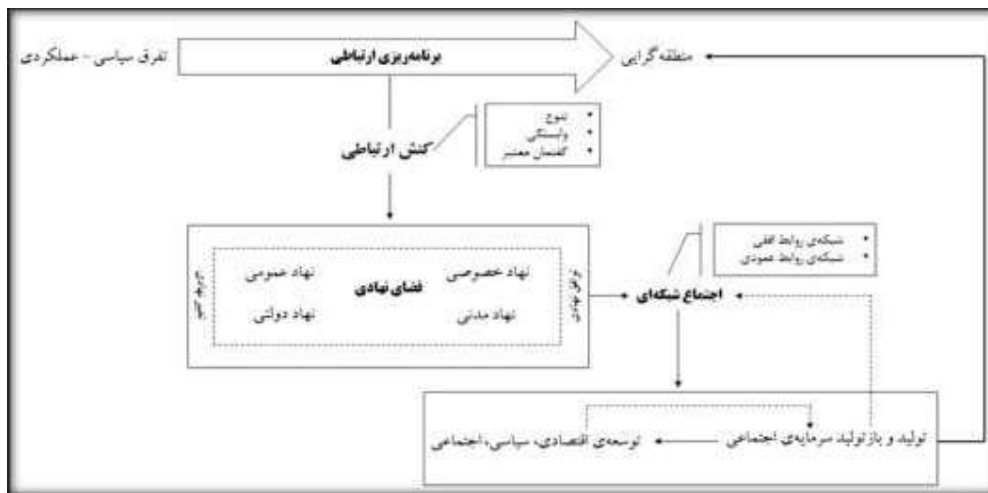 تفرق سیاسی - عملکردی
برنامه‌ریزی ارتباطی
منطقه‌گرایی
کنش ارتباطی
تنوع
وابستگی
گفتمان معتبر
نهاد خصوصی
نهاد عمومی
فضای نهادی
نهاد مدنی
نهاد دولتی
شبکه‌ی روابط افقی
شبکه‌ی روابط عمودی
اجتماع شبکه‌ای
تولید و بازتولید سرمایه‌ی اجتماعی
توسعه‌ی اقتصادی، سیاسی، اجتماعی